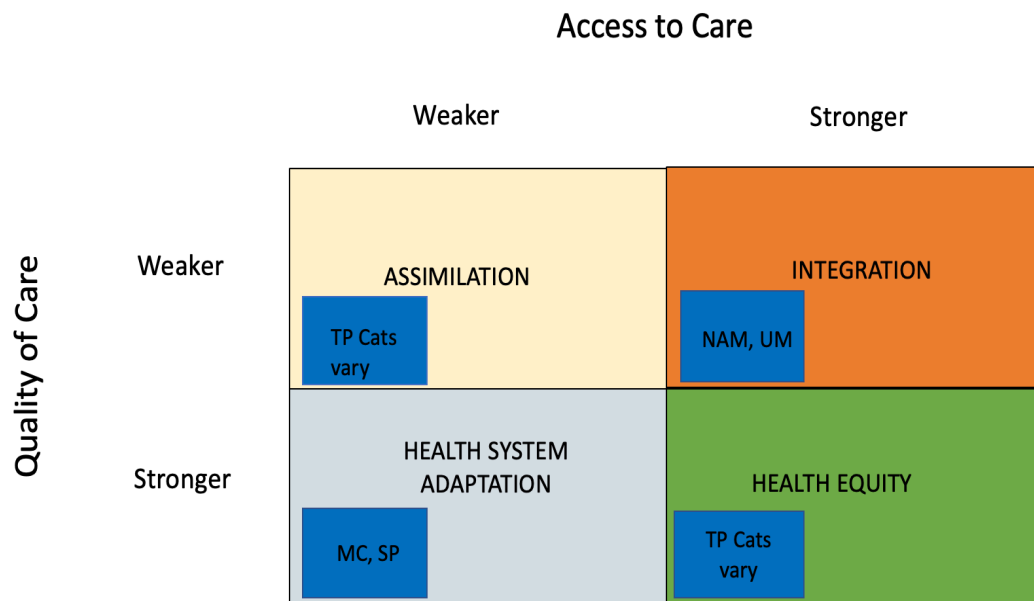 Access to Care
Weaker
Stronger
Quality of Care
Weaker
ASSIMILATION
TP Cats
vary
INTEGRATION
NAM, UM
Stronger
HEALTH SYSTEM
ADAPTATION
MC, SP
HEALTH EQUITY
TP Cats
vary